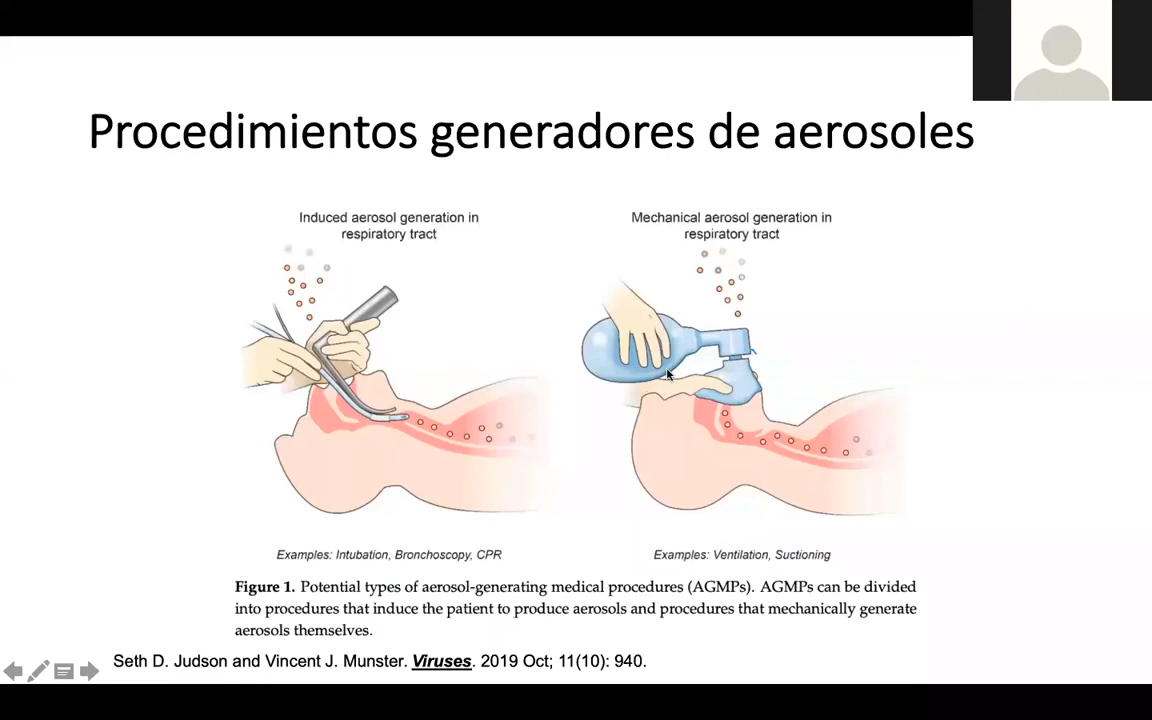 Procedimientos generadores de aerosoles
Induced aerosol generation in
respiratory tract
Mechanical aerosol generation in
respiratory tract
Examples: Intubation, Bronchoscopy, CPR
Examples: Ventilation, Suctioning
Figure 1. Potential types of aerosol-generating medical procedures (AGMPs). AGMPs can be divided
into procedures that induce the patient to produce aerosols and procedures that mechanically generate
aerosols themselves.
Seth D. Judson and Vincent J. Munster. Viruses. 2019 Oct; 11(10): 940.